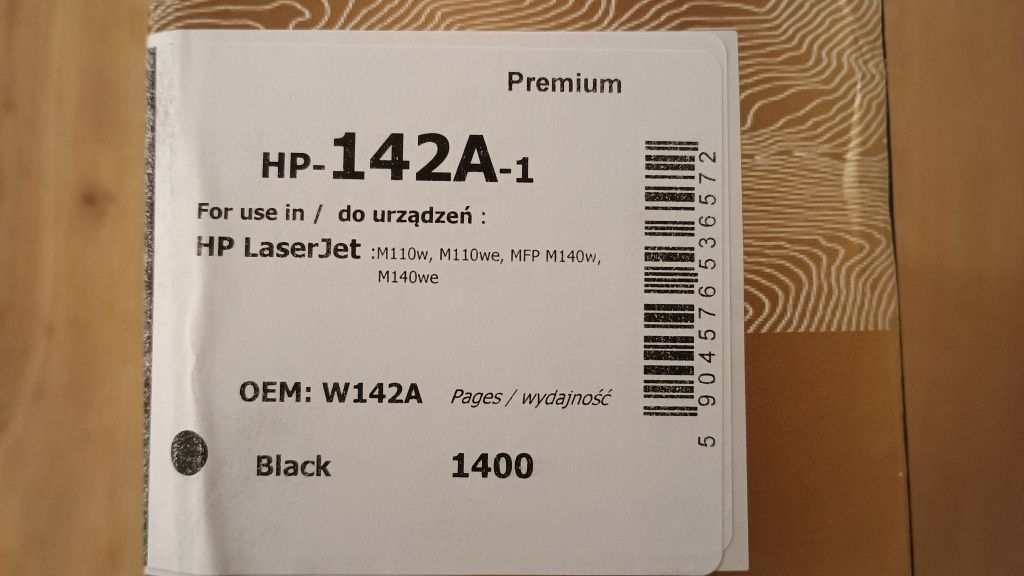 Premium
HP-142A-1
For use in / do urządzeń :
HP LaserJet :M110w, M110we, MFP M140w,
M140we
OEM: W142A Pages / wydajność
Black 1400
5 904576 536572